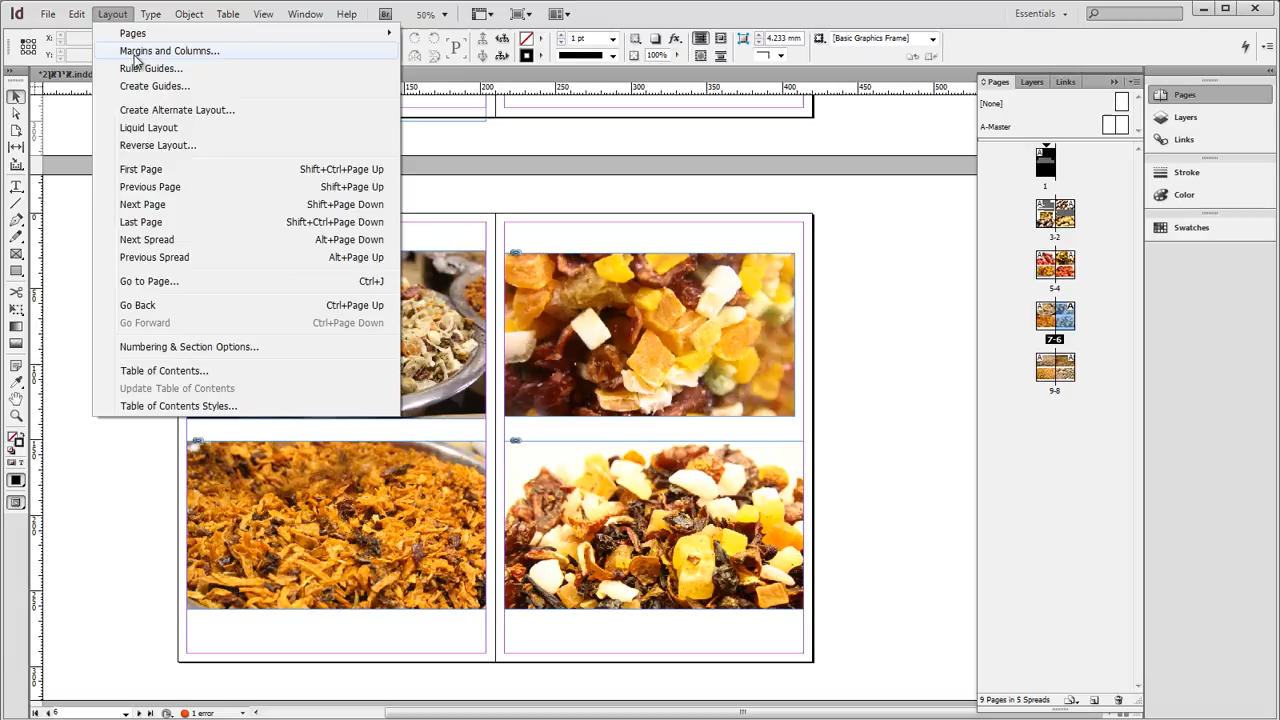 Id File Edit Layout Type Object Table View Window Help Br 50% Essentials
X:
Y:
P
1 pt
100%
fx.
4.233 mm
[Basic Graphics Frame]
Pages
Margins and Columns...
Ruler Guides...
Create Guides...
Create Alternate Layout...
Liquid Layout
Reverse Layout...
First Page Shift+Ctrl+Page Up
Previous Page Shift+Page Up
Next Page Shift+Page Down
Last Page Shift+Ctrl+Page Down
Next Spread Alt+Page Down
Previous Spread Alt+Page Up
Go to Page... Ctrl+J
Go Back Ctrl+Page Up
Go Forward Ctrl+Page Down
Numbering & Section Options...
Table of Contents...
Update Table of Contents
Table of Contents Styles...
150 200 250 300 350 400 450 500
Pages Layers Links
[None]
A-Master
1
3-2
5-4
7-6
9-8
9 Pages in 5 Spreads
Pages
Layers
Links
Stroke
Color
Swatches
6 1 error